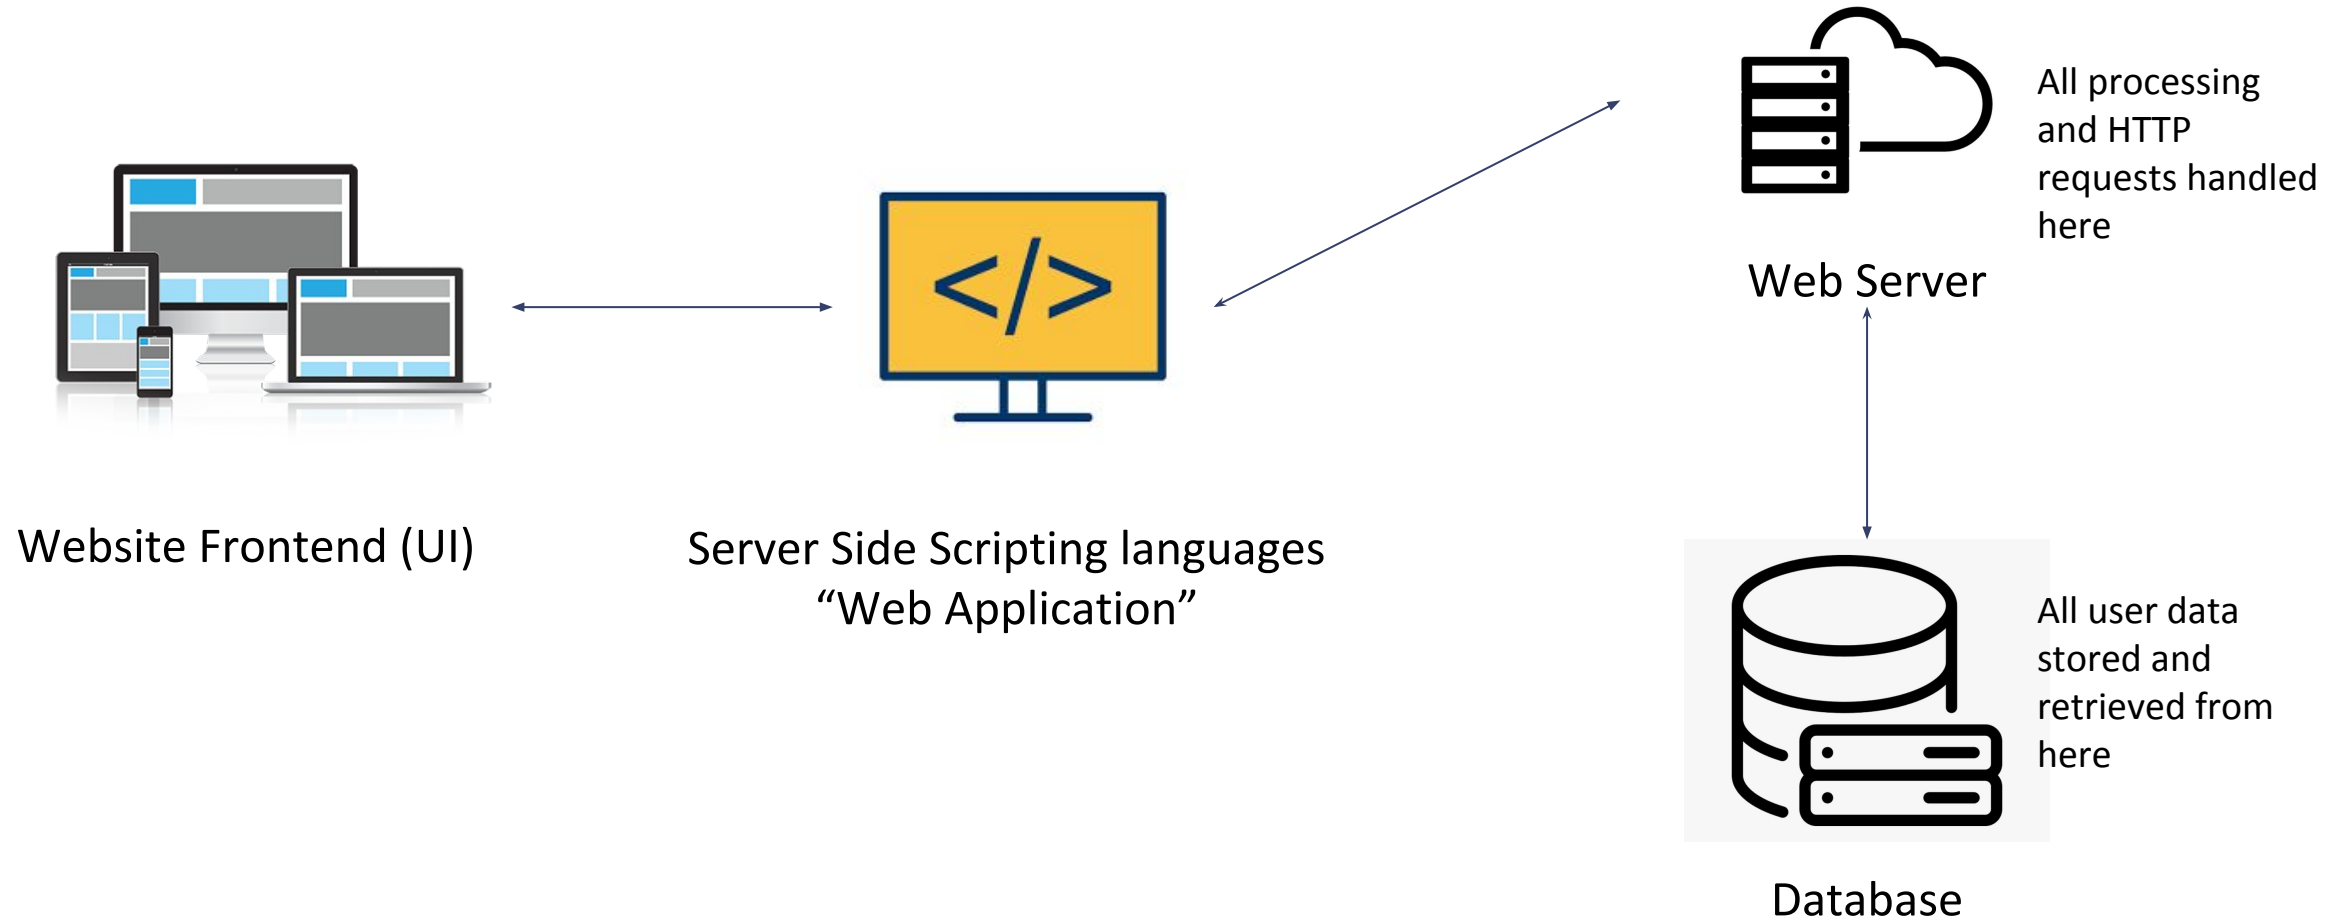 All processing
and HTTP
requests handled
here
Web Server
</>
Website Frontend (UI)
Server Side Scripting languages
“Web Application”
All user data
stored and
retrieved from
here
Database